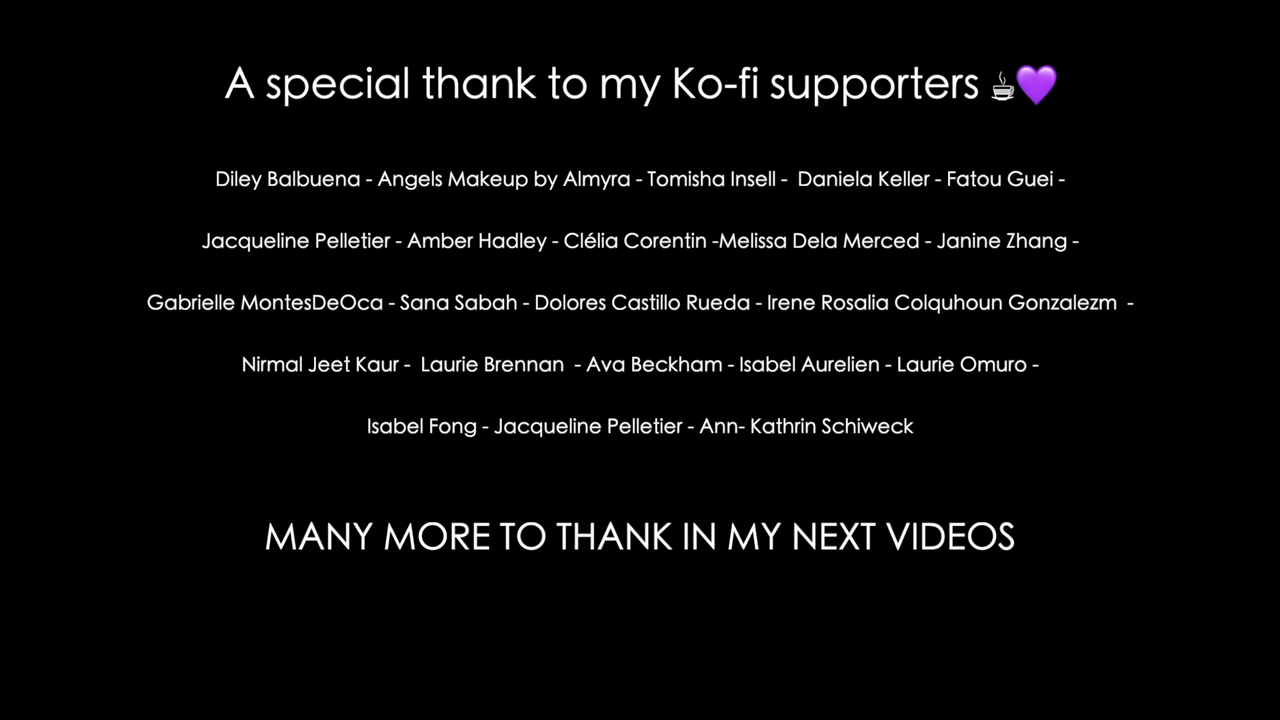 A special thank to my Ko-fi supporters ☕💜
Diley Balbuena - Angels Makeup by Almyra - Tomisha Insell -  Daniela Keller - Fatou Guei -
Jacqueline Pelletier - Amber Hadley - Clélia Corentin -Melissa Dela Merced - Janine Zhang -
Gabrielle MontesDeOca - Sana Sabah - Dolores Castillo Rueda - Irene Rosalia Colquhoun Gonzalezm  -
Nirmal Jeet Kaur -  Laurie Brennan  - Ava Beckham - Isabel Aurelien - Laurie Omuro -
Isabel Fong - Jacqueline Pelletier - Ann- Kathrin Schiweck
MANY MORE TO THANK IN MY NEXT VIDEOS